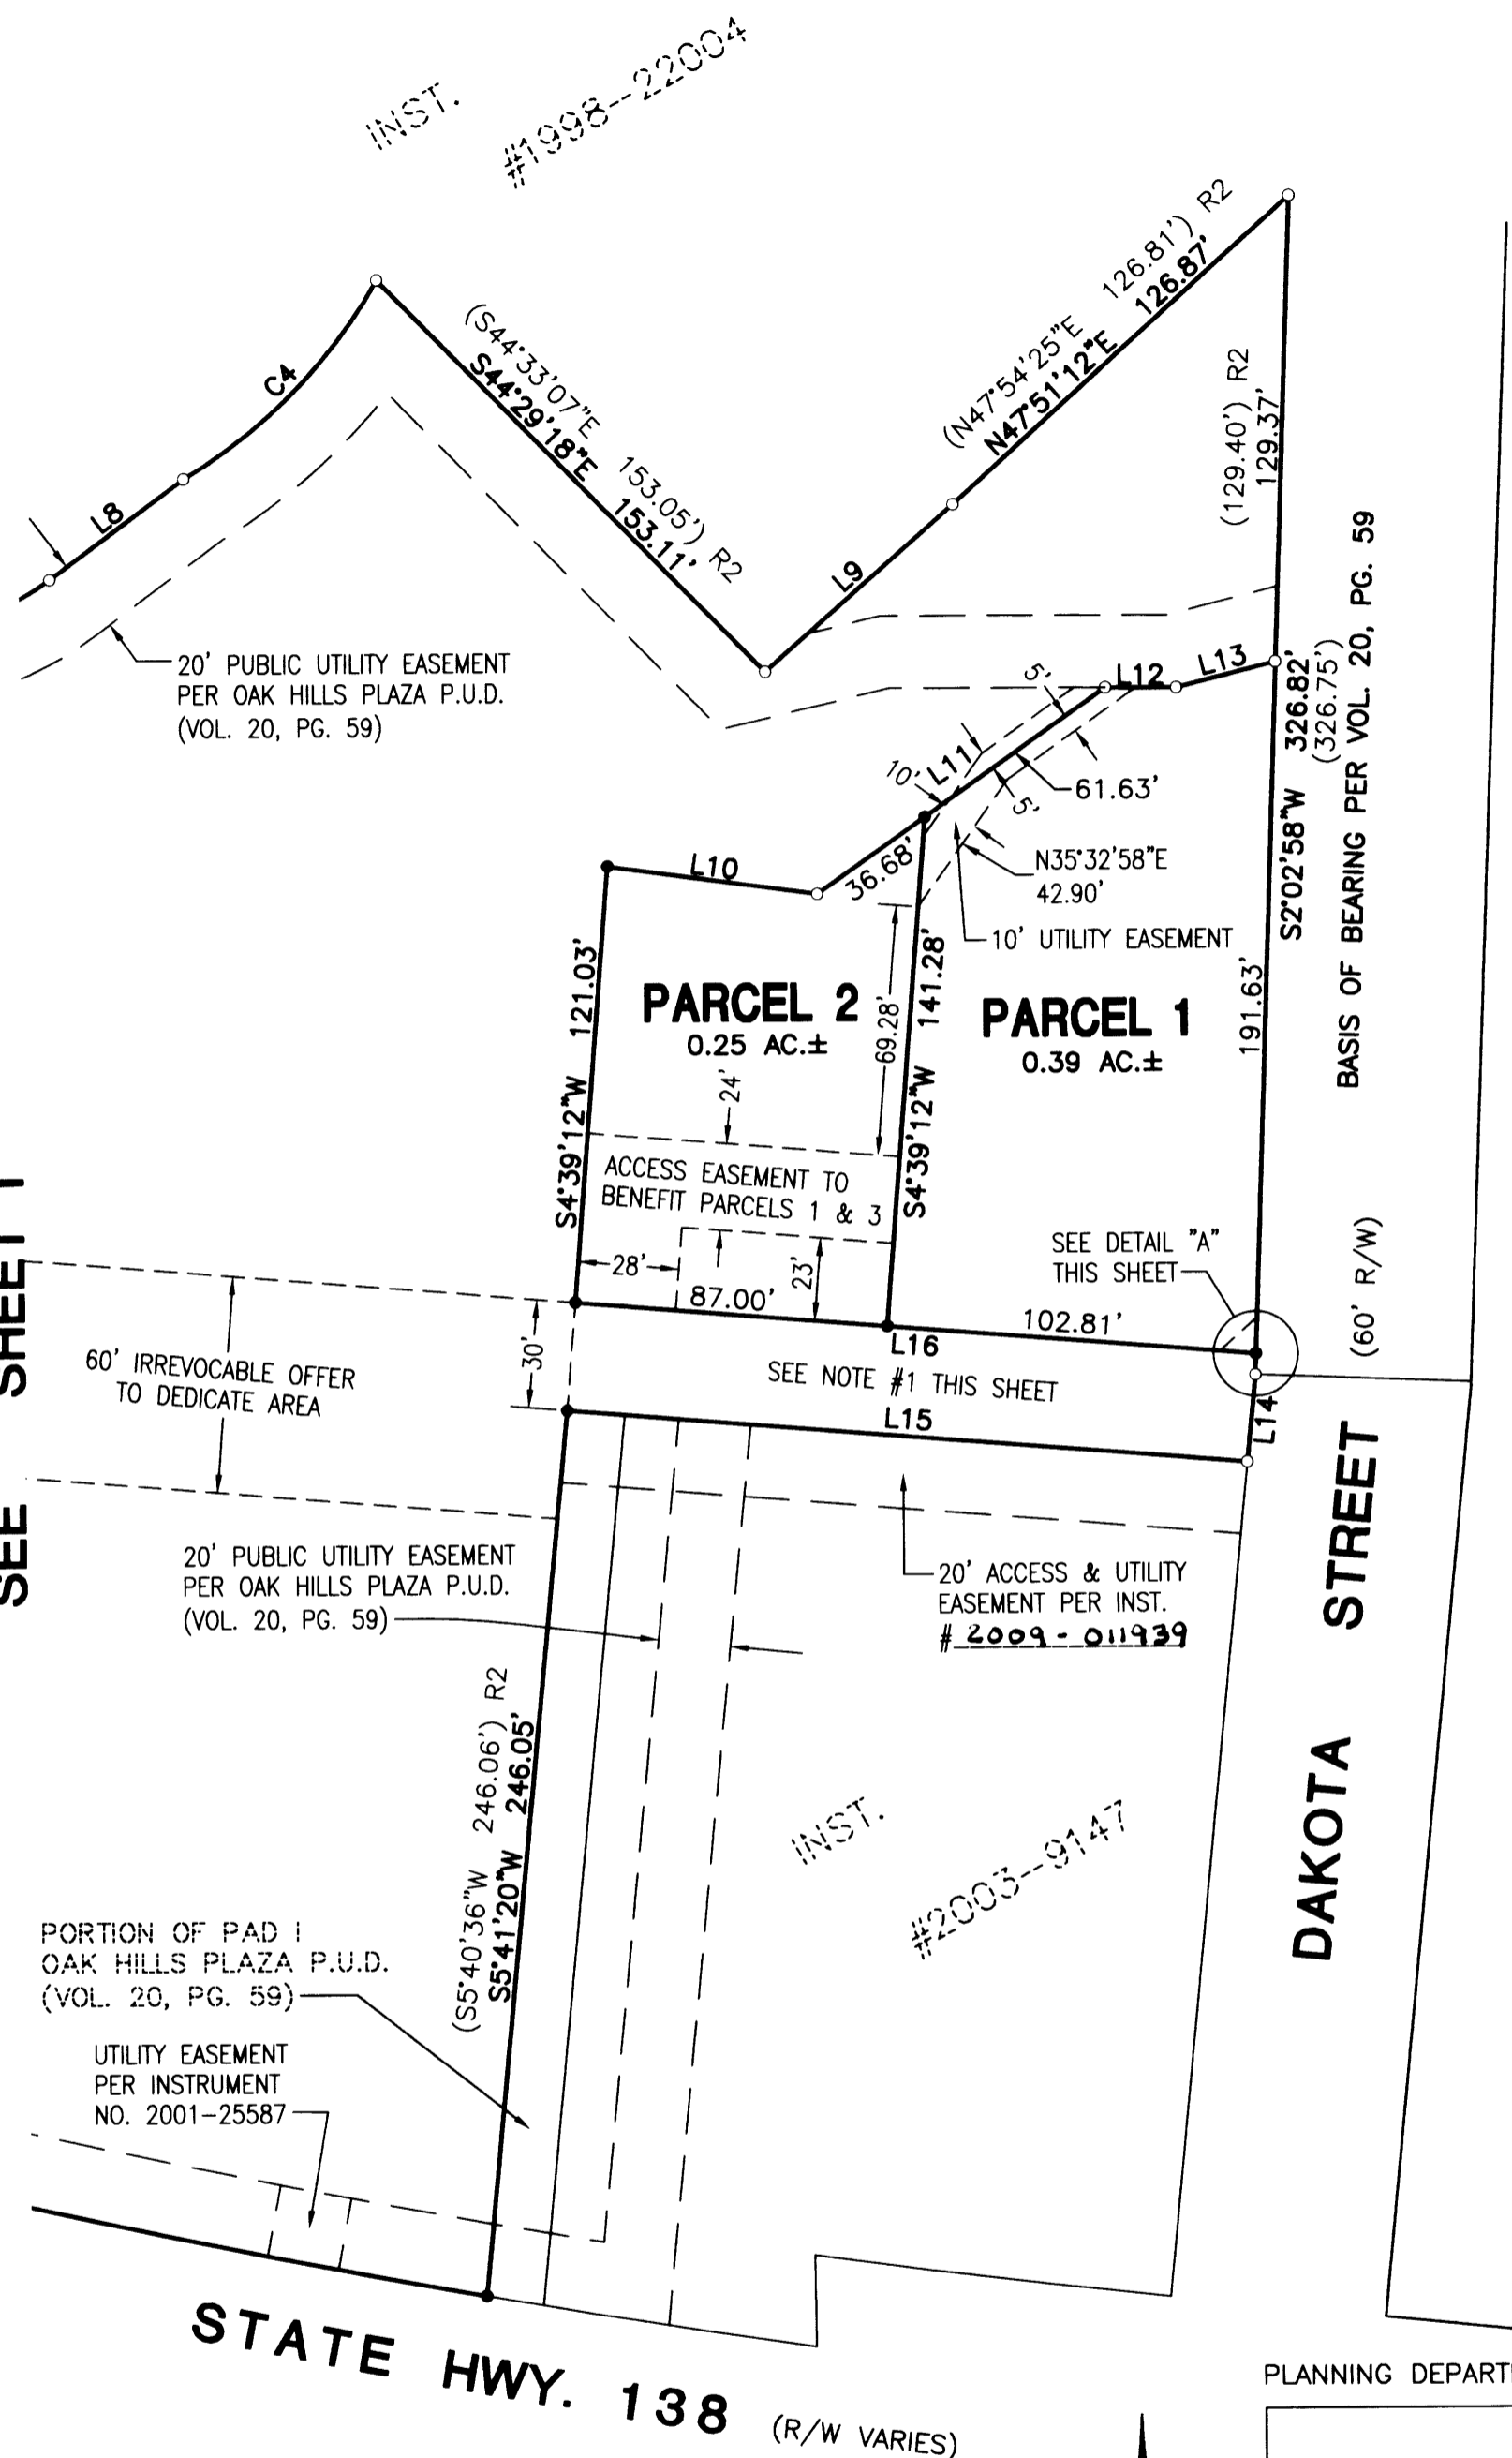 INST.
#1998--22004
C4
L8
(S44°33'07"E 153.05') R2
S44°29'18"E 153.11'
(N47°54'25"E 126.81') R2
N47°51'12"E 126.87'
L9
(129.40') R2
129.37'
20' PUBLIC UTILITY EASEMENT
PER OAK HILLS PLAZA P.U.D.
(VOL. 20, PG. 59)
L12
L13
5'
L11
10'
61.63'
5'
S2°02'58"W 326.82'
(326.75')
BASIS OF BEARING PER VOL. 20, PG. 59
N35°32'58"E
42.90'
10' UTILITY EASEMENT
L10
36.68'
S4°39'12"W 121.03'
PARCEL 2
0.25 AC.±
69.28'
S4°39'12"W 141.28'
PARCEL 1
0.39 AC.±
191.63'
24'
ACCESS EASEMENT TO
BENEFIT PARCELS 1 & 3
28'
87.00'
23'
SEE DETAIL "A"
THIS SHEET
102.81'
(60' R/W)
SEE SHEET 1
60' IRREVOCABLE OFFER
TO DEDICATE AREA
30'
L16
SEE NOTE #1 THIS SHEET
L15
L14
20' PUBLIC UTILITY EASEMENT
PER OAK HILLS PLAZA P.U.D.
(VOL. 20, PG. 59)
20' ACCESS & UTILITY
EASEMENT PER INST.
# 2009-011939
DAKOTA STREET
(S5°40'36"W 246.06') R2
S5°41'20"W 246.05'
INST.
#2003--9147
PORTION OF PAD I
OAK HILLS PLAZA P.U.D.
(VOL. 20, PG. 59)
UTILITY EASEMENT
PER INSTRUMENT
NO. 2001-25587
STATE HWY. 138 (R/W VARIES)
PLANNING DEPART